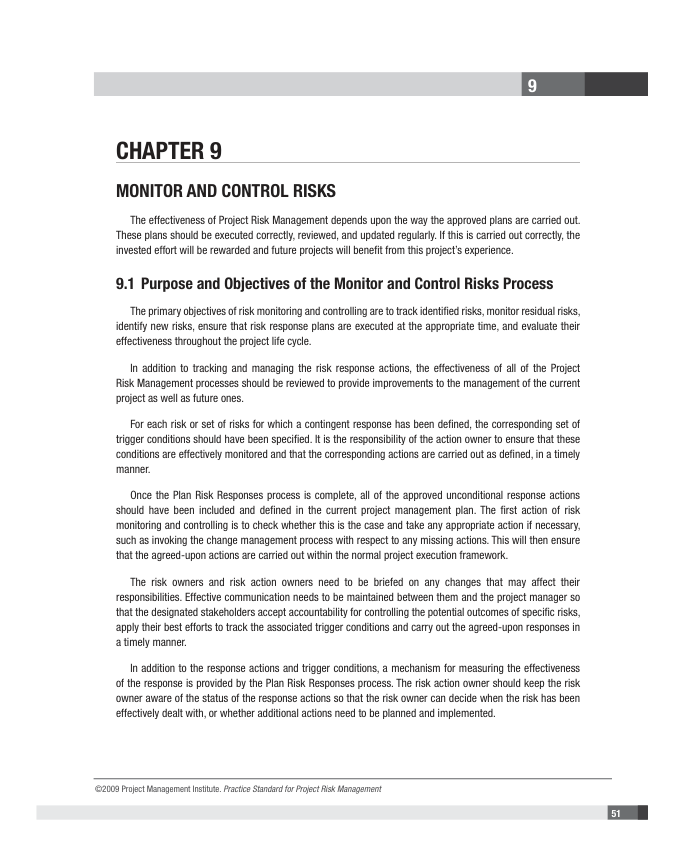 9
CHAPTER 9
MONITOR AND CONTROL RISKS
The effectiveness of Project Risk Management depends upon the way the approved plans are carried out.
These plans should be executed correctly, reviewed, and updated regularly. If this is carried out correctly, the
invested effort will be rewarded and future projects will benefit from this project's experience.
9.1 Purpose and Objectives of the Monitor and Control Risks Process
The primary objectives of risk monitoring and controlling are to track identified risks, monitor residual risks,
identify new risks, ensure that risk response plans are executed at the appropriate time, and evaluate their
effectiveness throughout the project life cycle.
In addition to tracking and managing the risk response actions, the effectiveness of all of the Project
Risk Management processes should be reviewed to provide improvements to the management of the current
project as well as future ones.
For each risk or set of risks for which a contingent response has been defined, the corresponding set of
trigger conditions should have been specified. It is the responsibility of the action owner to ensure that these
conditions are effectively monitored and that the corresponding actions are carried out as defined, in a timely
manner.
Once the Plan Risk Responses process is complete, all of the approved unconditional response actions
should have been included and defined in the current project management plan. The first action of risk
monitoring and controlling is to check whether this is the case and take any appropriate action if necessary,
such as invoking the change management process with respect to any missing actions. This will then ensure
that the agreed-upon actions are carried out within the normal project execution framework.
The risk owners and risk action owners need to be briefed on any changes that may affect their
responsibilities. Effective communication needs to be maintained between them and the project manager so
that the designated stakeholders accept accountability for controlling the potential outcomes of specific risks,
apply their best efforts to track the associated trigger conditions and carry out the agreed-upon responses in
a timely manner.
In addition to the response actions and trigger conditions, a mechanism for measuring the effectiveness
of the response is provided by the Plan Risk Responses process. The risk action owner should keep the risk
owner aware of the status of the response actions so that the risk owner can decide when the risk has been
effectively dealt with, or whether additional actions need to be planned and implemented.
©2009 Project Management Institute. Practice Standard for Project Risk Management
51